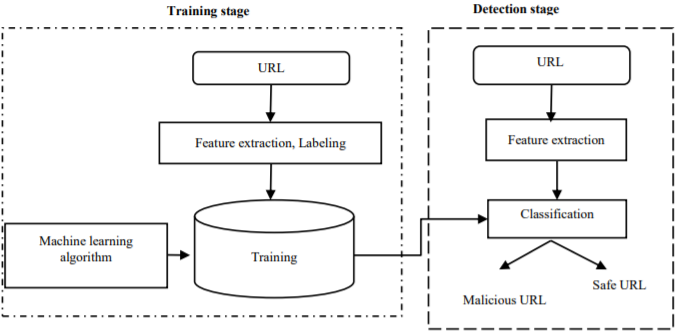 Training stage
Detection stage
URL
URL
Feature extraction, Labeling
Feature extraction
Machine learning
algorithm
Training
Classification
Malicious URL
Safe URL